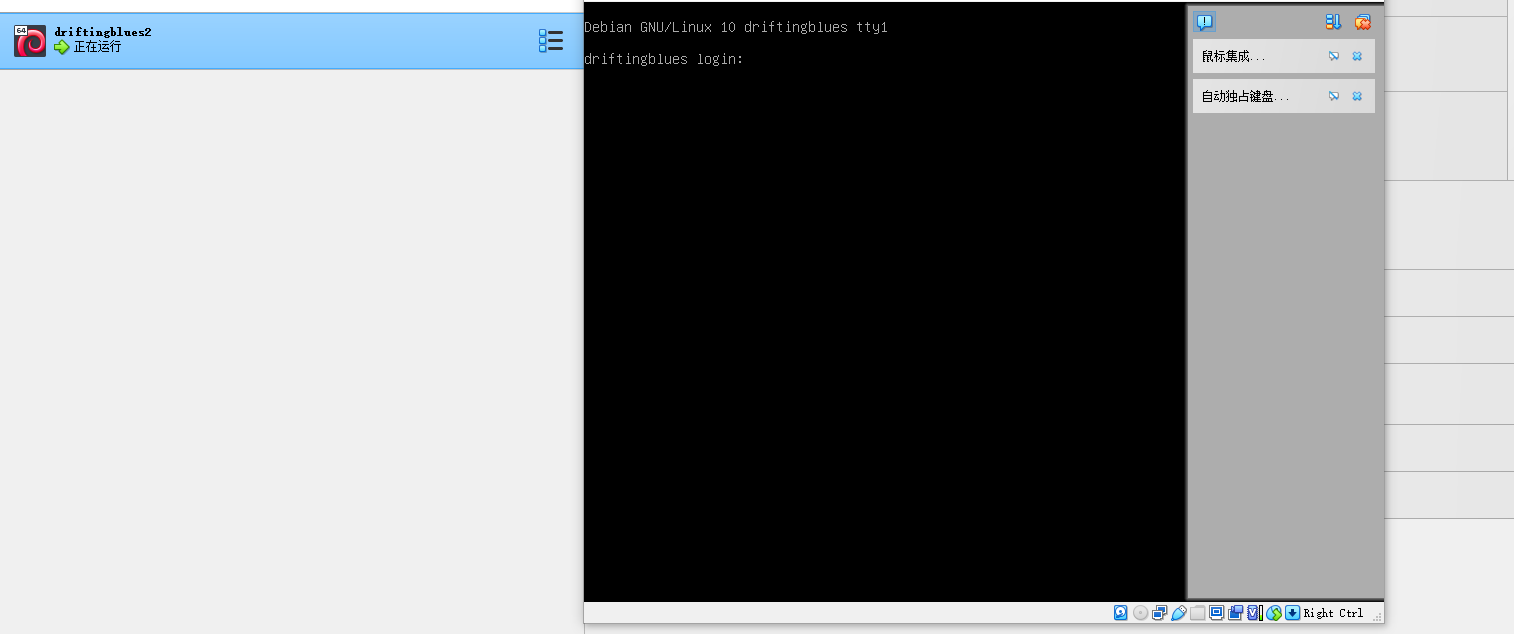 64
driftingblues2
正在运行
Debian GNU/Linux 10 driftingblues tty1
driftingblues login:
鼠标集成...
自动独占键盘...
Right Ctrl